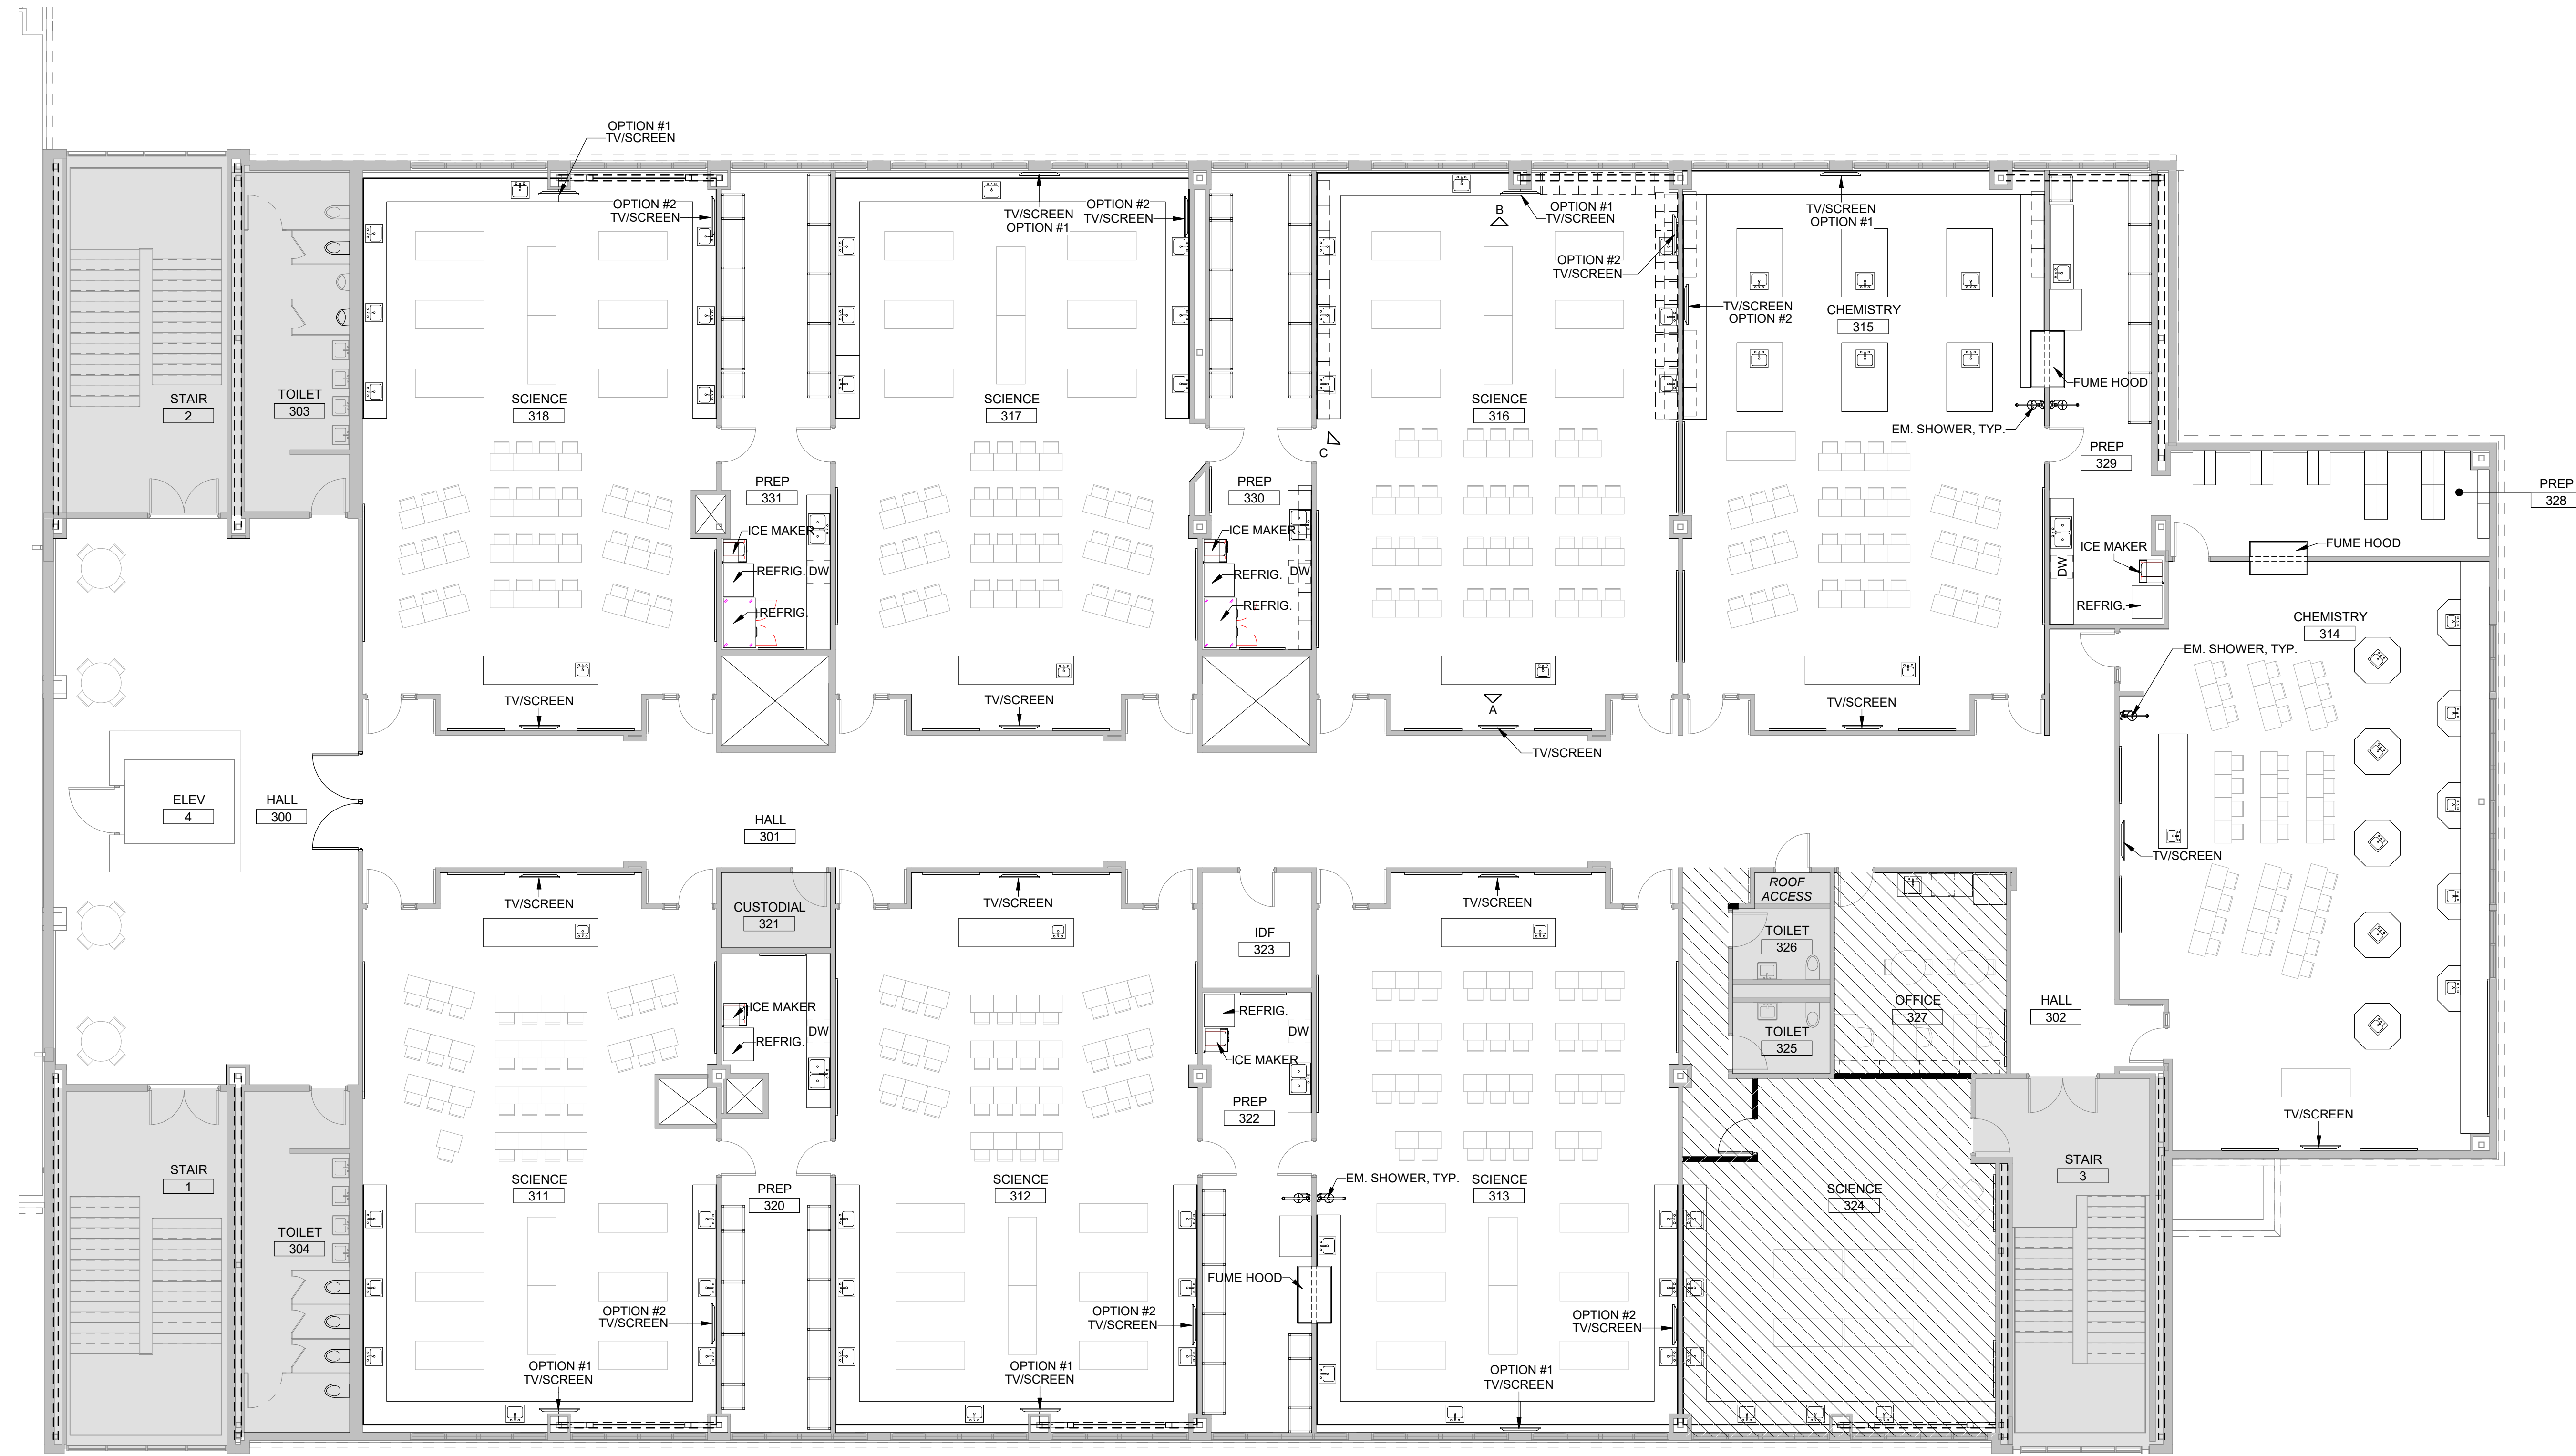 OPTION #1
TV/SCREEN
OPTION #2
TV/SCREEN
TV/SCREEN
OPTION #1
OPTION #2
TV/SCREEN
OPTION #1
TV/SCREEN
B
OPTION #2
TV/SCREEN
TV/SCREEN
OPTION #1
TV/SCREEN
OPTION #2
CHEMISTRY
315
FUME HOOD
EM. SHOWER, TYP.
STAIR
2
TOILET
303
SCIENCE
318
SCIENCE
317
SCIENCE
316
C
PREP
329
PREP
328
PREP
331
PREP
330
ICE MAKER
REFRIG.
DW
REFRIG.
ICE MAKER
REFRIG.
DW
REFRIG.
FUME HOOD
ICE MAKER
DW
REFRIG.
CHEMISTRY
314
EM. SHOWER, TYP.
TV/SCREEN
TV/SCREEN
A
TV/SCREEN
TV/SCREEN
ELEV
4
HALL
300
HALL
301
TV/SCREEN
TV/SCREEN
TV/SCREEN
TV/SCREEN
CUSTODIAL
321
IDF
323
ROOF
ACCESS
TOILET
326
OFFICE
327
HALL
302
TOILET
325
ICE MAKER
DW
REFRIG.
REFRIG.
DW
ICE MAKER
PREP
322
TV/SCREEN
STAIR
1
TOILET
304
SCIENCE
311
PREP
320
SCIENCE
312
EM. SHOWER, TYP.
SCIENCE
313
SCIENCE
324
STAIR
3
FUME HOOD
OPTION #2
TV/SCREEN
OPTION #2
TV/SCREEN
OPTION #2
TV/SCREEN
OPTION #1
TV/SCREEN
OPTION #1
TV/SCREEN
OPTION #1
TV/SCREEN